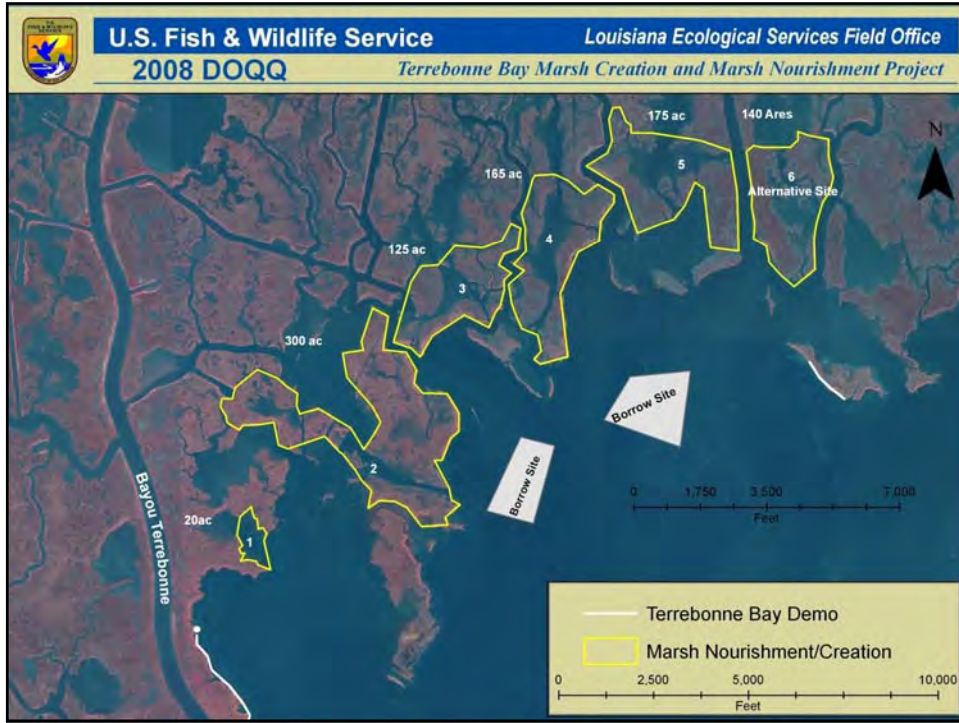 U.S.
FISH & WILDLIFE
SERVICE
U.S. Fish & Wildlife Service
Louisiana Ecological Services Field Office
2008 DOQQ
Terrebonne Bay Marsh Creation and Marsh Nourishment Project
175 ac
140 Ares
N
165 ac
5
6
Alternative Site
4
125 ac
3
300 ac
Borrow Site
2
Borrow Site
0 1,750 3,500 7,000
Feet
20ac
1
Bayou Terrebonne
Terrebonne Bay Demo
Marsh Nourishment/Creation
0 2,500 5,000 10,000
Feet